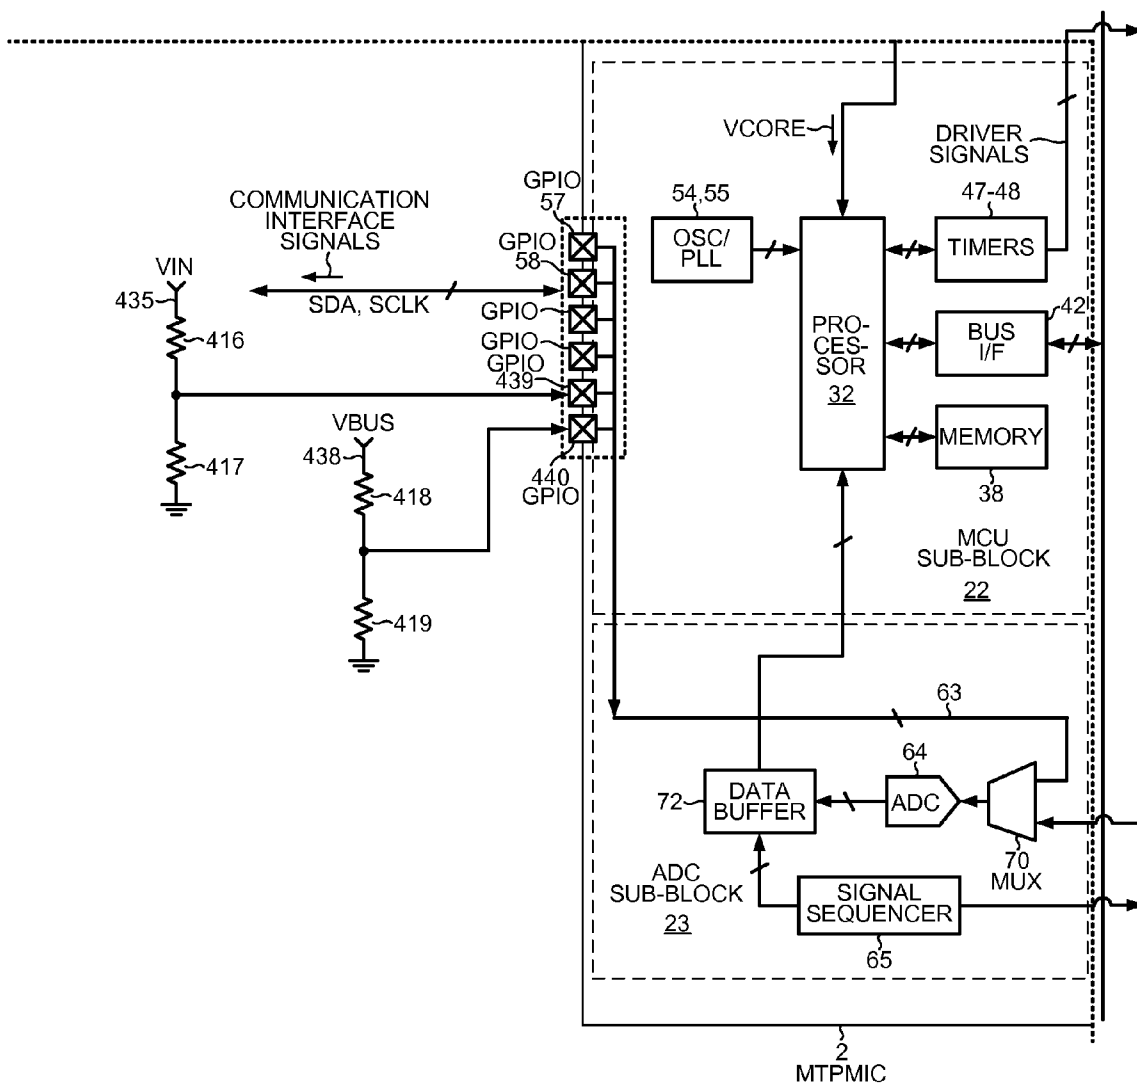 VCORE
DRIVER
SIGNALS
GPIO
57
COMMUNICATION
INTERFACE
SIGNALS
GPIO
58
54,55
OSC/
PLL
47-48
TIMERS
VIN
435
416
SDA, SCLK
GPIO
GPIO
GPIO
439
PRO-
CES-
SOR
32
42
BUS
I/F
VBUS
438
417
418
440
GPIO
MEMORY
38
419
MCU
SUB-BLOCK
22
63
64
72
DATA
BUFFER
ADC
70
MUX
ADC
SUB-BLOCK
23
SIGNAL
SEQUENCER
65
2
MTPMIC